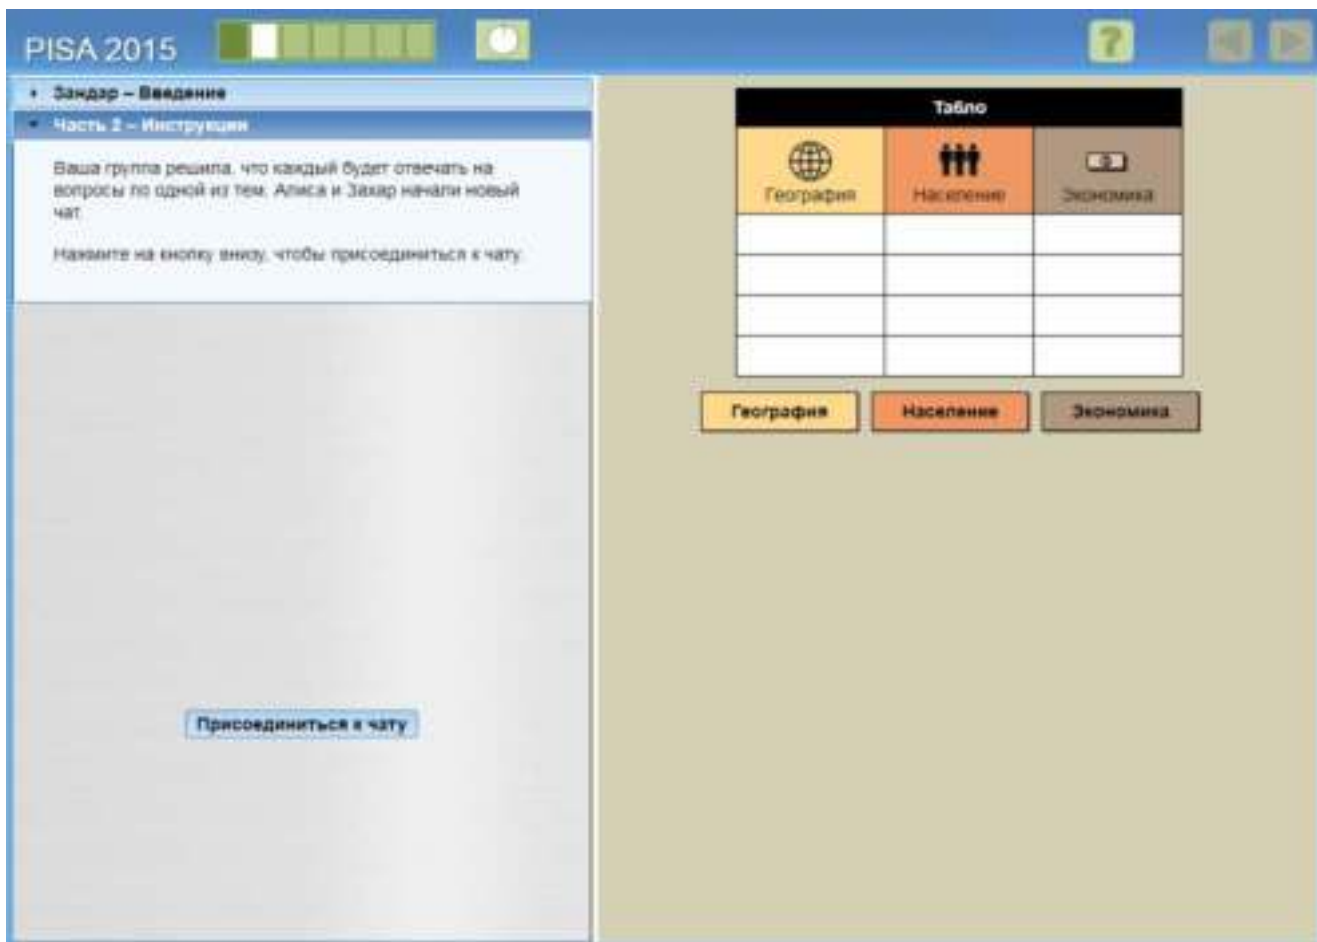 PISA 2015
?
Зандар – Введение
Часть 2 – Инструкции
Ваша группа решила, что каждый будет отвечать на
вопросы по одной из тем. Алиса и Захар начали новый
чат.
Нажмите на кнопку внизу, чтобы присоединиться к чату.
Присоединиться к чату
Табло
География Население Экономика
География Население Экономика